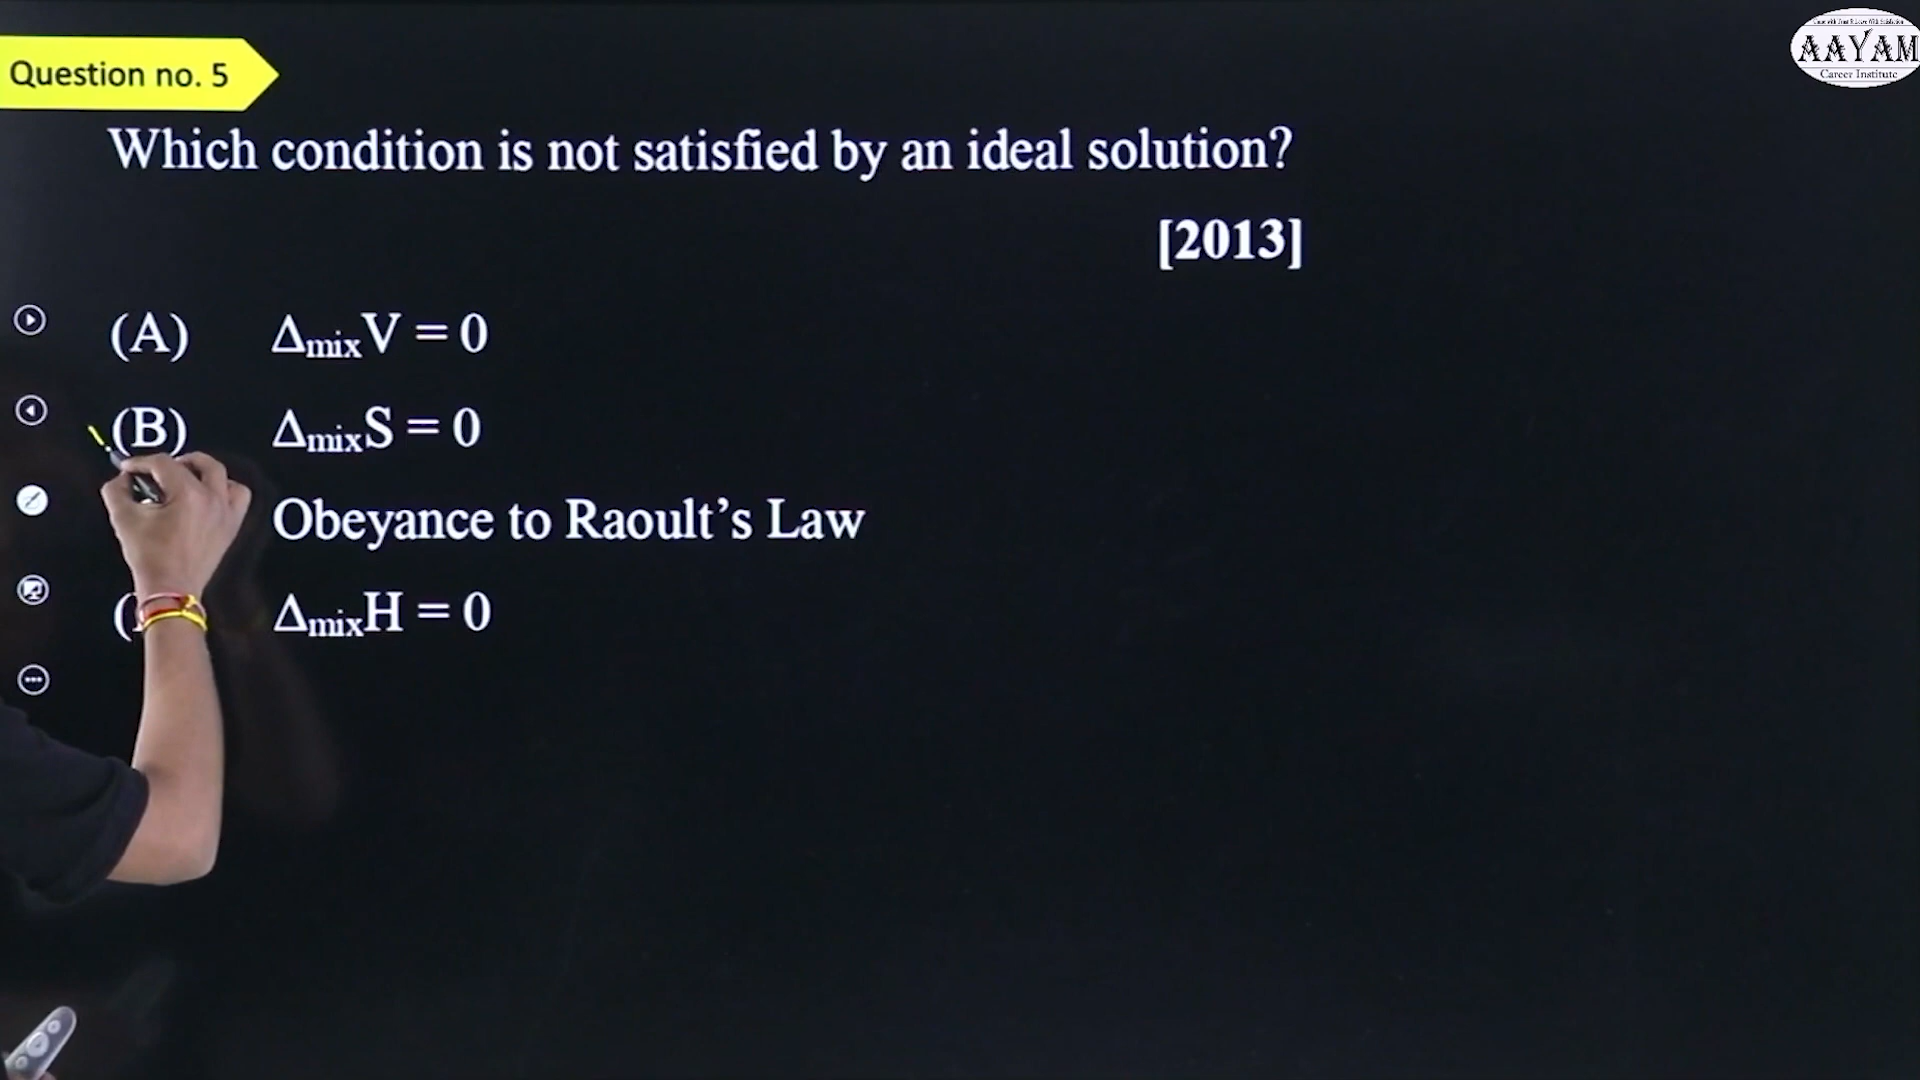 AAYAM
Career Institute
Question no. 5
Which condition is not satisfied by an ideal solution?
[2013]
(A) ΔmixV = 0
(B) ΔmixS = 0
Obeyance to Raoult’s Law
ΔmixH = 0